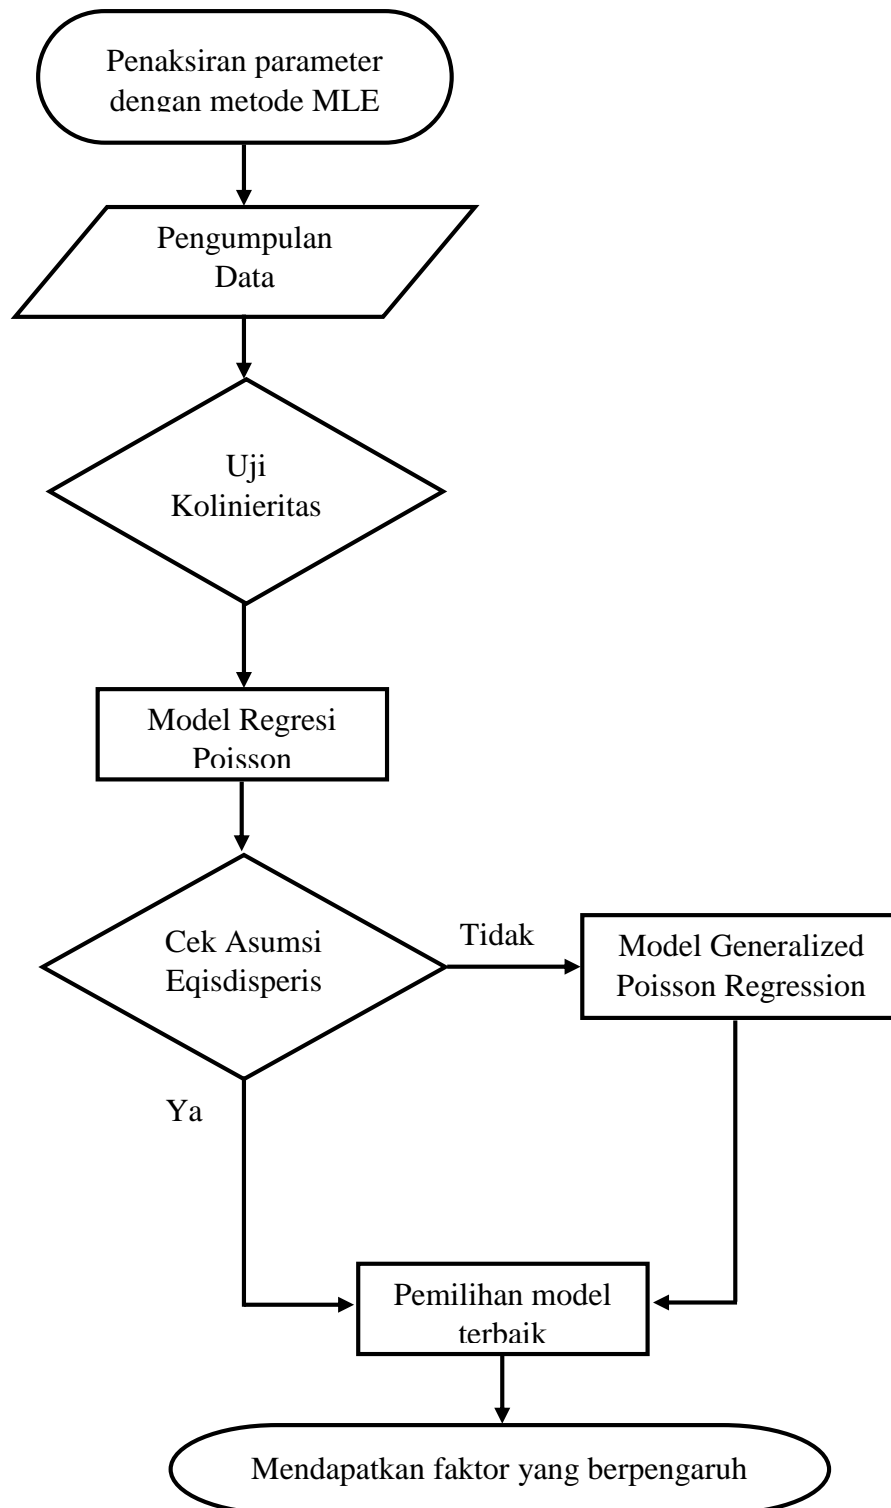 Penaksiran parameter
dengan metode MLE
Pengumpulan
Data
Uji
Kolinieritas
Model Regresi
Poisson
Cek Asumsi
Eqisdisperis
Tidak
Model Generalized
Poisson Regression
Ya
Pemilihan model
terbaik
Mendapatkan faktor yang berpengaruh